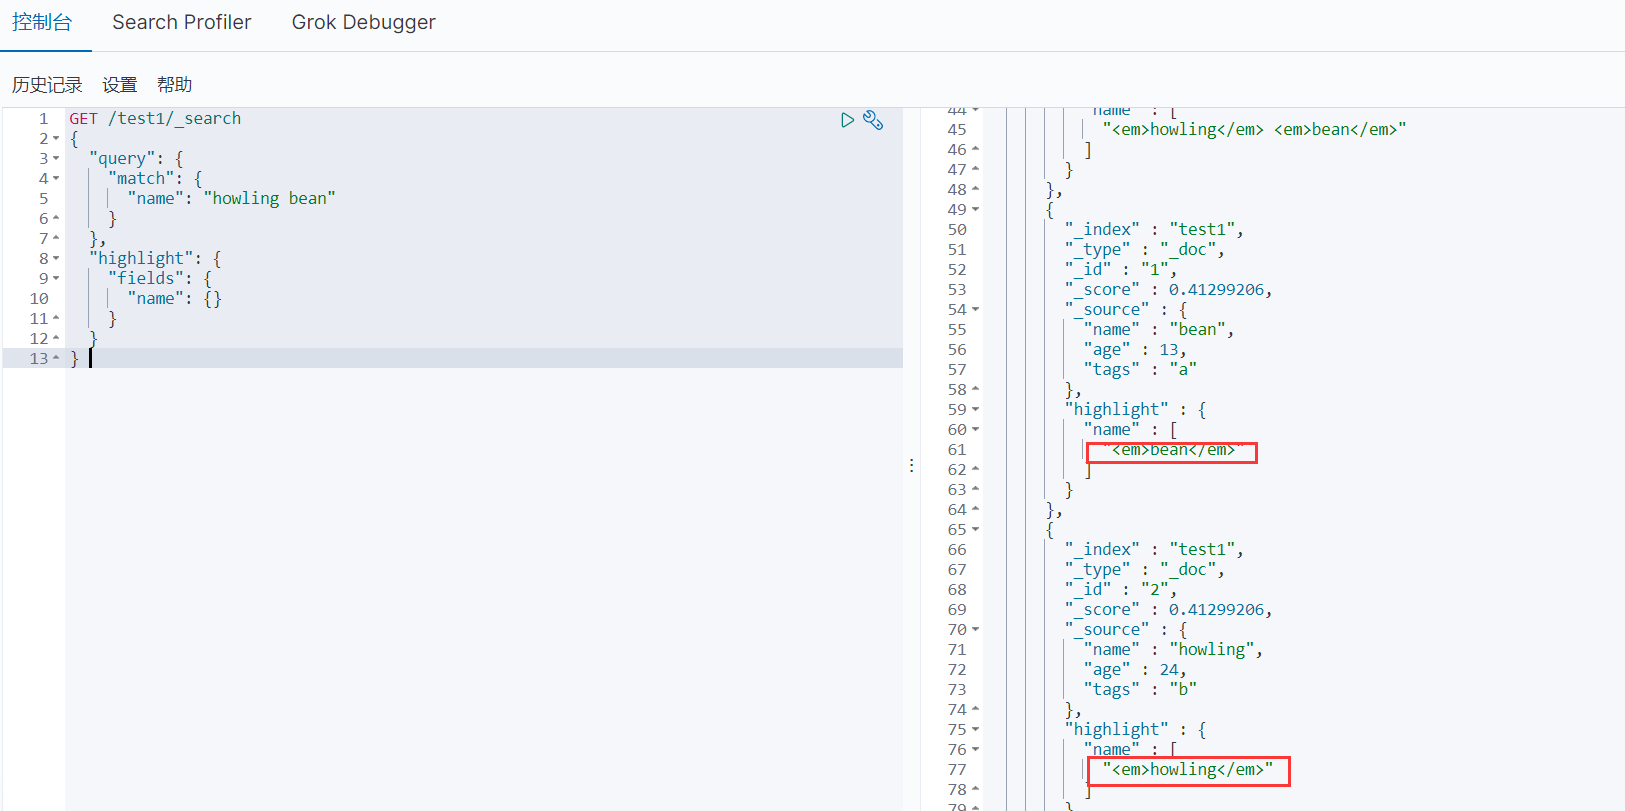 控制台 Search Profiler Grok Debugger
历史记录 设置 帮助
1 GET /test1/_search
2 {
3 "query": {
4 "match": {
5 "name": "howling bean"
6 }
7 },
8 "highlight": {
9 "fields": {
10 "name": {}
11 }
12 }
13 }
44 "name" : [
45 "<em>howling</em> <em>bean</em>"
46 ]
47 }
48 },
49 {
50 "_index" : "test1",
51 "_type" : "_doc",
52 "_id" : "1",
53 "_score" : 0.41299206,
54 "_source" : {
55 "name" : "bean",
56 "age" : 13,
57 "tags" : "a"
58 },
59 "highlight" : {
60 "name" : [
61 "<em>bean</em>"
62 ]
63 }
64 },
65 {
66 "_index" : "test1",
67 "_type" : "_doc",
68 "_id" : "2",
69 "_score" : 0.41299206,
70 "_source" : {
71 "name" : "howling",
72 "age" : 24,
73 "tags" : "b"
74 },
75 "highlight" : {
76 "name" : [
77 "<em>howling</em>"
78 ]
79 }